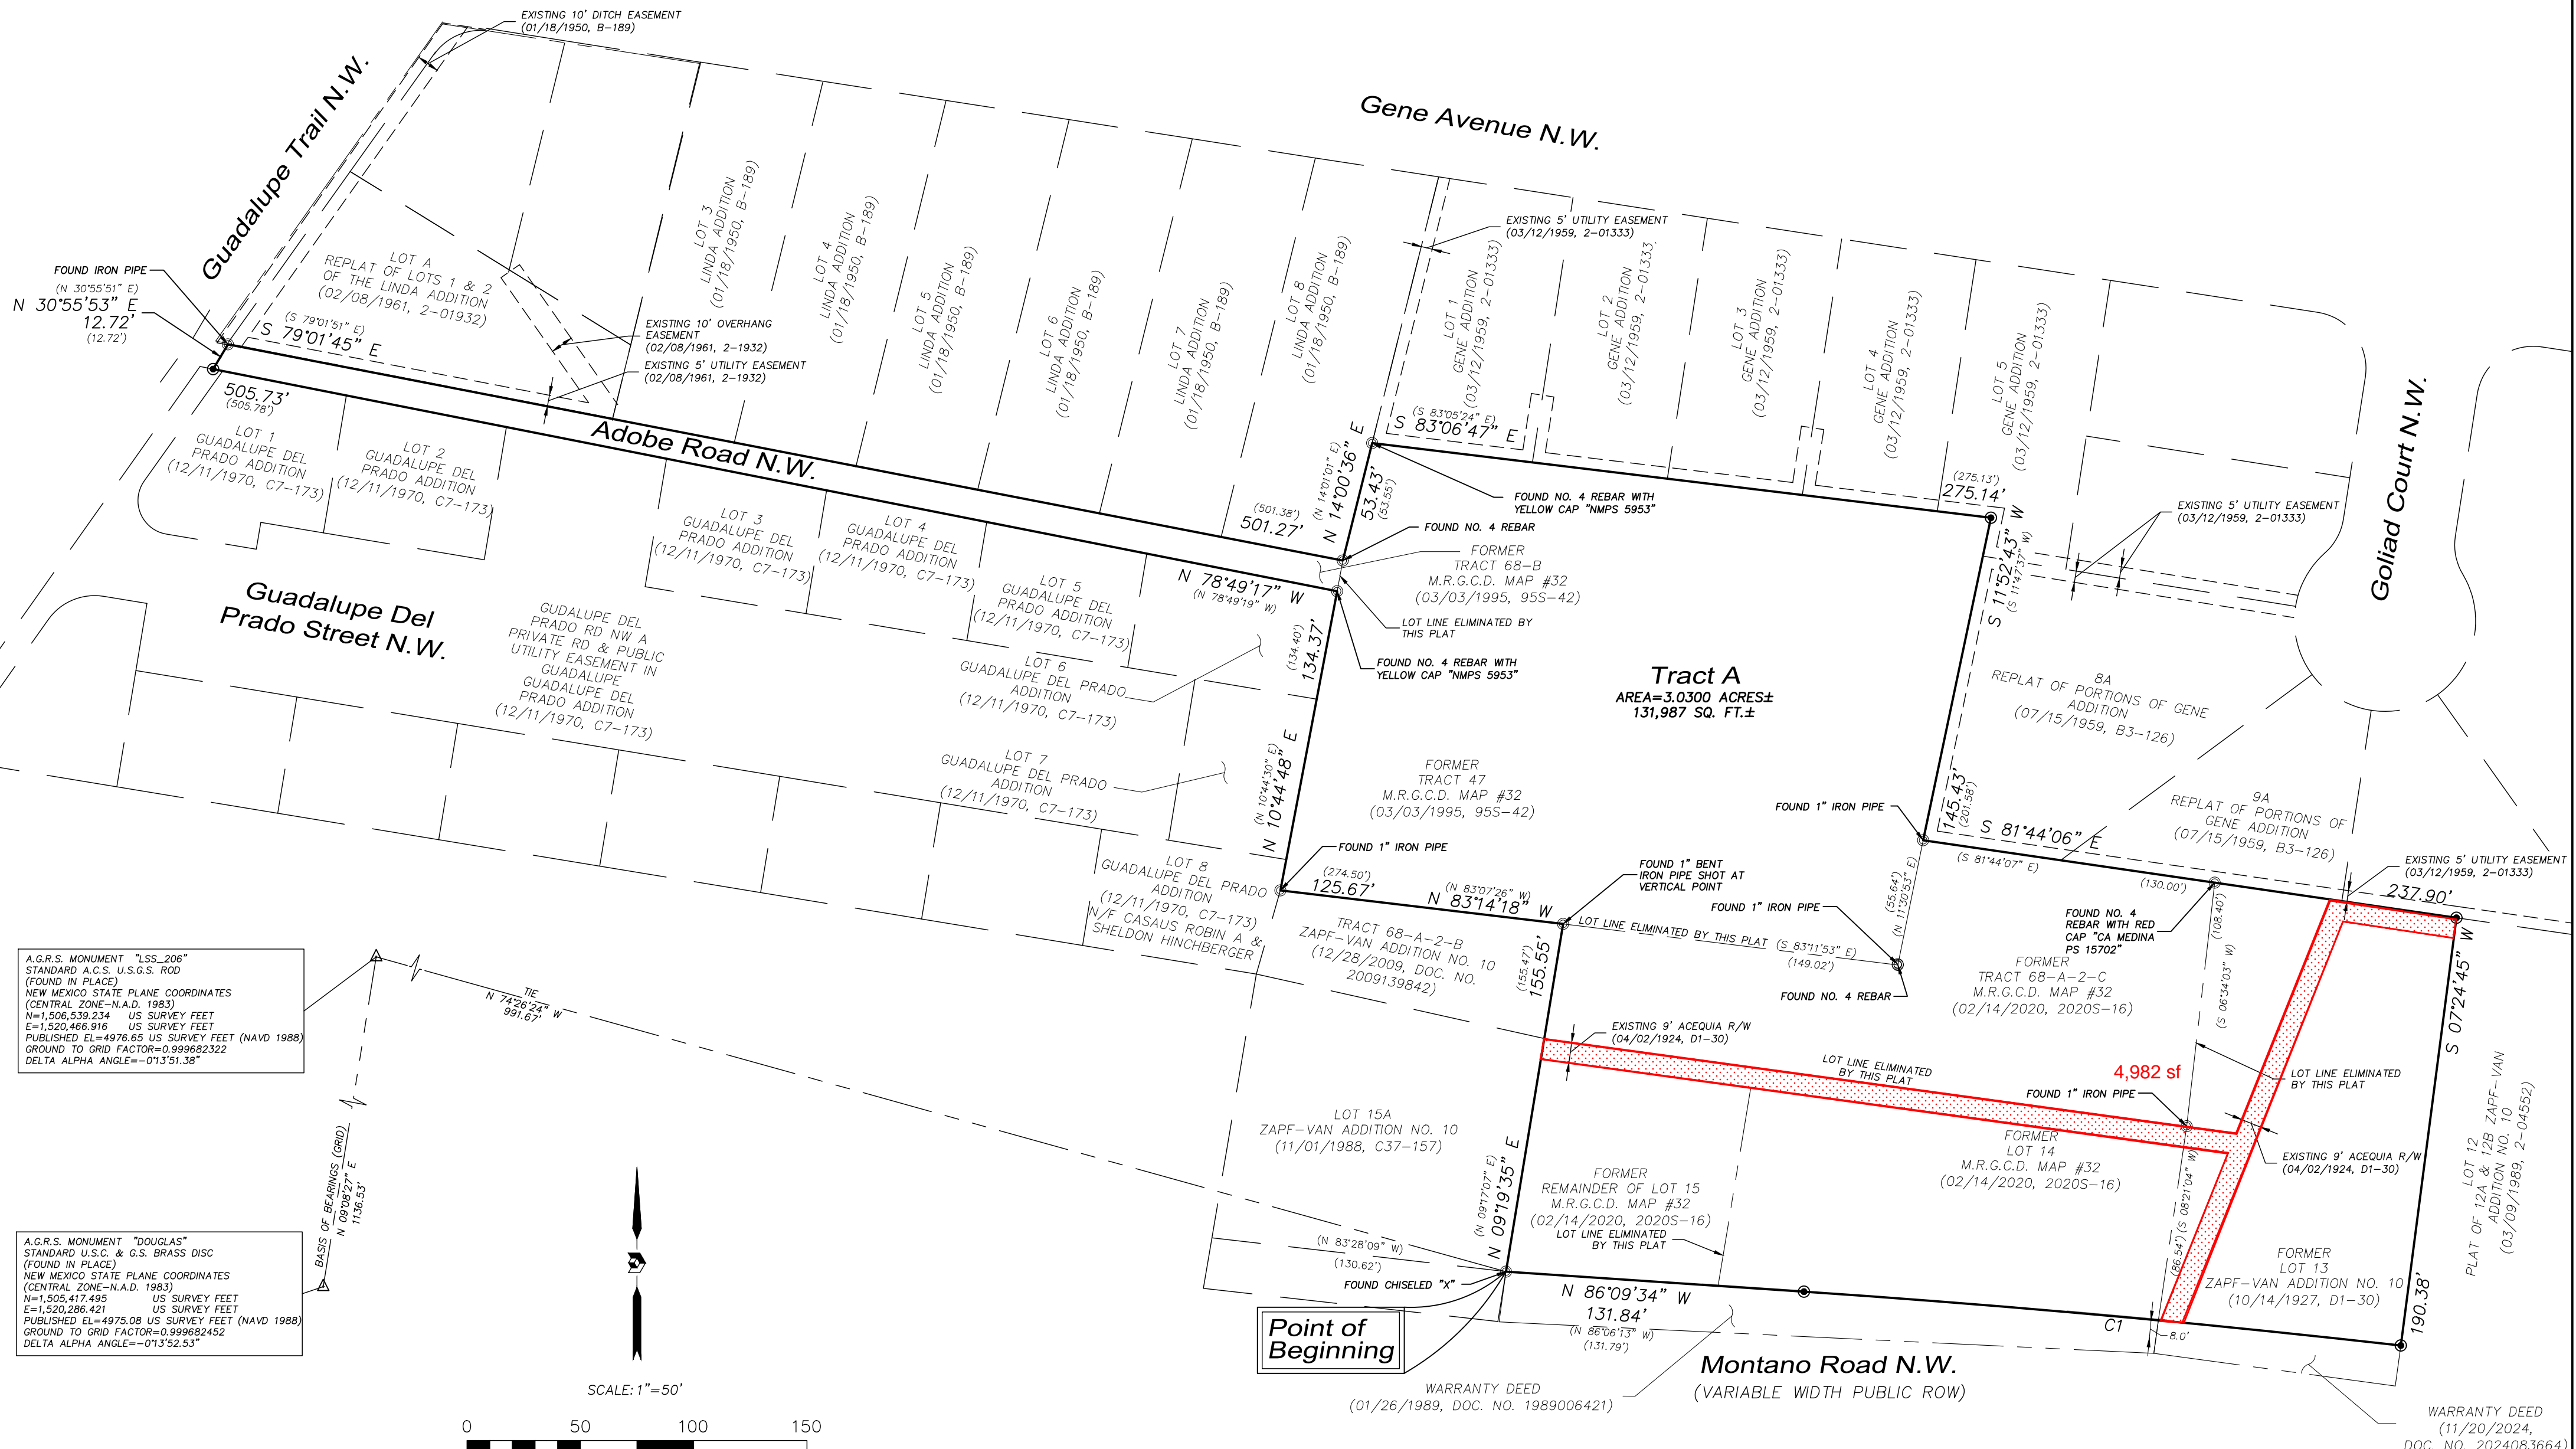 EXISTING 10' DITCH EASEMENT
(01/18/1950, B-189)
Guadalupe Trail N.W.
Gene Avenue N.W.
FOUND IRON PIPE
(N 30°55'51" E)
N 30°55'53" E
12.72'
(12.72')
LOT A
REPLAT OF LOTS 1 & 2
OF THE LINDA ADDITION
(02/08/1961, 2-01932)
(S 79°01'51" E)
S 79°01'45" E
505.73'
(505.78')
EXISTING 10' OVERHANG
EASEMENT
(02/08/1961, 2-1932)
EXISTING 5' UTILITY EASEMENT
(02/08/1961, 2-1932)
LOT 3
LINDA ADDITION
(01/18/1950, B-189)
LOT 4
LINDA ADDITION
(01/18/1950, B-189)
LOT 5
LINDA ADDITION
(01/18/1950, B-189)
LOT 6
LINDA ADDITION
(01/18/1950, B-189)
LOT 7
LINDA ADDITION
(01/18/1950, B-189)
LOT 8
LINDA ADDITION
(01/18/1950, B-189)
EXISTING 5' UTILITY EASEMENT
(03/12/1959, 2-01333)
LOT 1
GENE ADDITION
(03/12/1959, 2-01333)
LOT 2
GENE ADDITION
(03/12/1959, 2-01333)
LOT 3
GENE ADDITION
(03/12/1959, 2-01333)
LOT 4
GENE ADDITION
(03/12/1959, 2-01333)
LOT 5
GENE ADDITION
(03/12/1959, 2-01333)
Goliad Court N.W.
Adobe Road N.W.
(501.38')
501.27'
N 78°49'17" W
(N 78°49'19" W)
(N 14°01'01" E)
N 14°00'36" E
53.43'
(53.55')
(S 83°05'24" E)
S 83°06'47" E
(275.13')
275.14'
FOUND NO. 4 REBAR WITH
YELLOW CAP "NMPS 5953"
FOUND NO. 4 REBAR
FORMER
TRACT 68-B
M.R.G.C.D. MAP #32
(03/03/1995, 95S-42)
LOT LINE ELIMINATED BY
THIS PLAT
FOUND NO. 4 REBAR WITH
YELLOW CAP "NMPS 5953"
S 11°52'43" W
(S 11°47'37" W)
145.43'
(201.58')
EXISTING 5' UTILITY EASEMENT
(03/12/1959, 2-01333)
LOT 1
GUADALUPE DEL
PRADO ADDITION
(12/11/1970, C7-173)
LOT 2
GUADALUPE DEL
PRADO ADDITION
(12/11/1970, C7-173)
LOT 3
GUADALUPE DEL
PRADO ADDITION
(12/11/1970, C7-173)
LOT 4
GUADALUPE DEL
PRADO ADDITION
(12/11/1970, C7-173)
LOT 5
GUADALUPE DEL
PRADO ADDITION
(12/11/1970, C7-173)
LOT 6
GUADALUPE DEL PRADO
ADDITION
(12/11/1970, C7-173)
LOT 7
GUADALUPE DEL PRADO
ADDITION
(12/11/1970, C7-173)
Guadalupe Del
Prado Street N.W.
GUDALUPE DEL
PRADO RD NW A
PRIVATE RD & PUBLIC
UTILITY EASEMENT IN
GUADALUPE
GUADALUPE DEL
PRADO ADDITION
(12/11/1970, C7-173)
(134.40')
134.37'
(N 10°44'30" E)
N 10°44'48" E
Tract A
AREA=3.0300 ACRES±
131,987 SQ. FT.±
FORMER
TRACT 47
M.R.G.C.D. MAP #32
(03/03/1995, 95S-42)
8A
REPLAT OF PORTIONS OF GENE
ADDITION
(07/15/1959, B3-126)
9A
REPLAT OF PORTIONS OF
GENE ADDITION
(07/15/1959, B3-126)
FOUND 1" IRON PIPE
S 81°44'06" E
(S 81°44'07" E)
(130.00')
237.90'
EXISTING 5' UTILITY EASEMENT
(03/12/1959, 2-01333)
FOUND 1" IRON PIPE
LOT 8
GUADALUPE DEL PRADO
ADDITION
(12/11/1970, C7-173)
N/F CASAUS ROBIN A &
SHELDON HINCHBERGER
(274.50')
125.67'
(N 83°07'26" W)
N 83°14'18" W
FOUND 1" BENT
IRON PIPE SHOT AT
VERTICAL POINT
FOUND 1" IRON PIPE
(55.64')
(N 11°30'53" E)
LOT LINE ELIMINATED BY THIS PLAT
(S 83°11'53" E)
(149.02')
FOUND NO. 4 REBAR
FOUND NO. 4
REBAR WITH RED
CAP "CA MEDINA
PS 15702"
(108.40')
(S 06°34'03" W)
TRACT 68-A-2-B
ZAPF-VAN ADDITION NO. 10
(12/28/2009, DOC. NO.
2009139842)
(155.47')
155.55'
FORMER
TRACT 68-A-2-C
M.R.G.C.D. MAP #32
(02/14/2020, 2020S-16)
S 07°24'45" W
190.38'
EXISTING 9' ACEQUIA R/W
(04/02/1924, D1-30)
LOT LINE ELIMINATED
BY THIS PLAT
4,982 sf
FOUND 1" IRON PIPE
LOT LINE ELIMINATED
BY THIS PLAT
EXISTING 9' ACEQUIA R/W
(04/02/1924, D1-30)
LOT 12
PLAT OF 12A & 12B ZAPF-VAN
ADDITION NO. 10
(03/09/1989, 2-04552)
A.G.R.S. MONUMENT "LSS_206"
STANDARD A.C.S. U.S.G.S. ROD
(FOUND IN PLACE)
NEW MEXICO STATE PLANE COORDINATES
(CENTRAL ZONE-N.A.D. 1983)
N=1,506,539.234 US SURVEY FEET
E=1,520,466.916 US SURVEY FEET
PUBLISHED EL=4976.65 US SURVEY FEET (NAVD 1988)
GROUND TO GRID FACTOR=0.999682322
DELTA ALPHA ANGLE=-0°13'51.38"
TIE
N 74°26'24" W
991.67'
BASIS OF BEARINGS (GRID)
N 09°08'27" E
1136.53'
A.G.R.S. MONUMENT "DOUGLAS"
STANDARD U.S.C. & G.S. BRASS DISC
(FOUND IN PLACE)
NEW MEXICO STATE PLANE COORDINATES
(CENTRAL ZONE-N.A.D. 1983)
N=1,505,417.495 US SURVEY FEET
E=1,520,286.421 US SURVEY FEET
PUBLISHED EL=4975.08 US SURVEY FEET (NAVD 1988)
GROUND TO GRID FACTOR=0.999682452
DELTA ALPHA ANGLE=-0°13'52.53"
LOT 15A
ZAPF-VAN ADDITION NO. 10
(11/01/1988, C37-157)
(N 09°17'07" E)
N 09°19'35" E
FORMER
REMAINDER OF LOT 15
M.R.G.C.D. MAP #32
(02/14/2020, 2020S-16)
LOT LINE ELIMINATED
BY THIS PLAT
FORMER
LOT 14
M.R.G.C.D. MAP #32
(02/14/2020, 2020S-16)
(86.54')
(S 08°21'04" W)
FORMER
LOT 13
ZAPF-VAN ADDITION NO. 10
(10/14/1927, D1-30)
(N 83°28'09" W)
(130.62')
FOUND CHISELED "X"
Point of
Beginning
N 86°09'34" W
131.84'
(N 86°06'13" W)
(131.79')
C1
8.0'
Montano Road N.W.
(VARIABLE WIDTH PUBLIC ROW)
WARRANTY DEED
(01/26/1989, DOC. NO. 1989006421)
WARRANTY DEED
(11/20/2024,
DOC. NO. 2024083664)
SCALE: 1"=50'
0 50 100 150